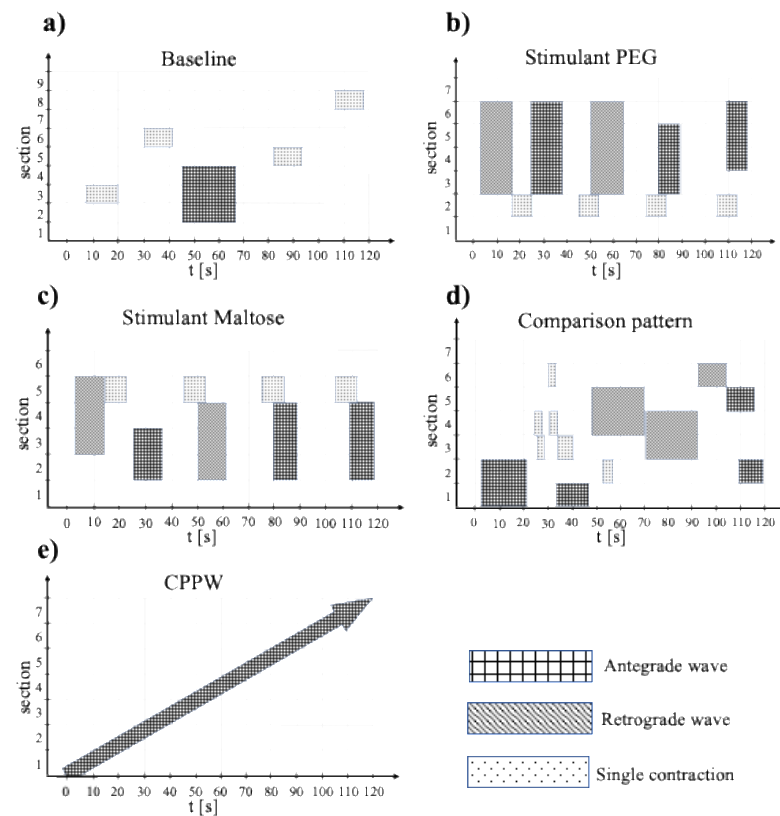 a)
Baseline
section
9
8
7
6
5
4
3
2
1
0 10 20 30 40 50 60 70 80 90 100 110 120
t [s]
b)
Stimulant PEG
section
7
6
5
4
3
2
1
0 10 20 30 40 50 60 70 80 90 100 110 120
t [s]
c)
Stimulant Maltose
section
6
5
4
3
2
1
0 10 20 30 40 50 60 70 80 90 100 110 120
t [s]
d)
Comparison pattern
section
7
6
5
4
3
2
1
0 10 20 30 40 50 60 70 80 90 100 110 120
t [s]
e)
CPPW
section
7
6
5
4
3
2
1
0 10 20 30 40 50 60 70 80 90 100 110 120
t [s]
Antegrade wave
Retrograde wave
Single contraction